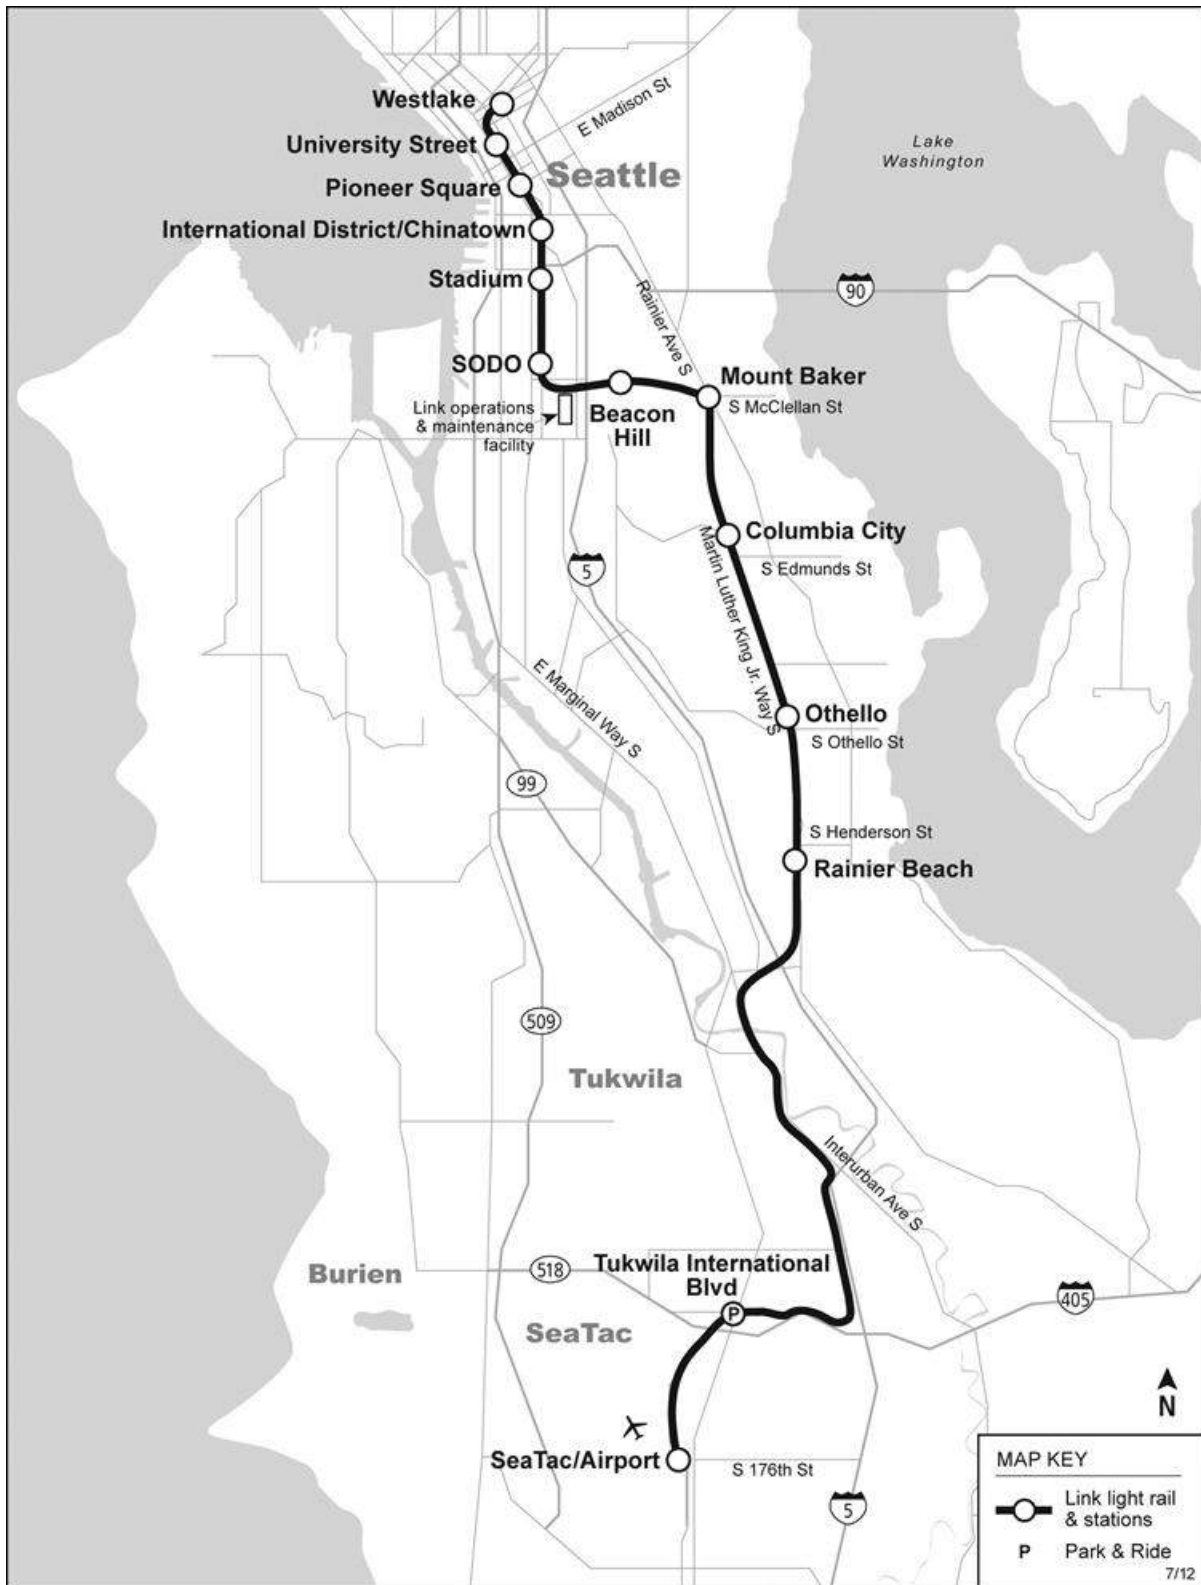 Westlake
E Madison St
University Street
Lake
Washington
Seattle
Pioneer Square
International District/Chinatown
Stadium
90
Rainier Ave S
SODO
Mount Baker
S McClellan St
Link operations
& maintenance
facility
Beacon
Hill
Columbia City
Martin Luther King Jr. Way S
S Edmunds St
5
E Marginal Way S
Othello
S Othello St
99
S Henderson St
Rainier Beach
509
Tukwila
Interurban Ave S
Burien
518
Tukwila International
Blvd
P
405
SeaTac
N
SeaTac/Airport
S 176th St
5
MAP KEY
Link light rail
& stations
P Park & Ride
7/12